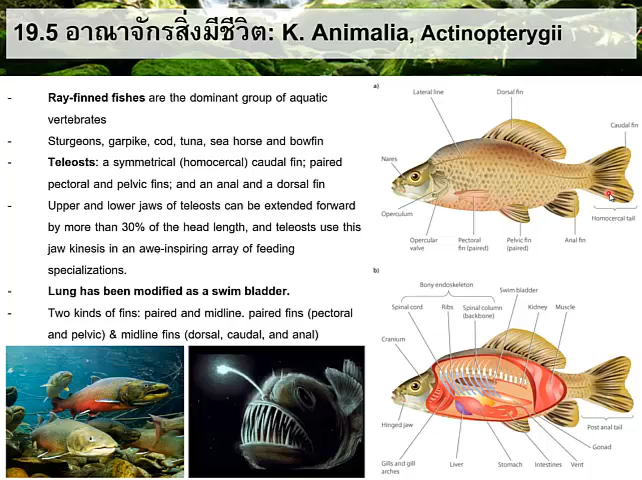 19.5 อาณาจักรสิ่งมีชีวิต: K. Animalia, Actinopterygii
- Ray-finned fishes are the dominant group of aquatic
vertebrates
- Sturgeons, garpike, cod, tuna, sea horse and bowfin
- Teleosts: a symmetrical (homocercal) caudal fin; paired
pectoral and pelvic fins; and an anal and a dorsal fin
- Upper and lower jaws of teleosts can be extended forward
by more than 30% of the head length, and teleosts use this
jaw kinesis in an awe-inspiring array of feeding
specializations.
- Lung has been modified as a swim bladder.
- Two kinds of fins: paired and midline. paired fins (pectoral
and pelvic) & midline fins (dorsal, caudal, and anal)
a)
Lateral line
Dorsal fin
Caudal fin
Nares
Operculum
Homocercal tail
Opercular
valve
Pectoral
fin (paired)
Pelvic fin
(paired)
Anal fin
b)
Bony endoskeleton
Swim bladder
Spinal cord
Ribs
Spinal column
(backbone)
Kidney
Muscle
Cranium
Hinged jaw
Post anal tail
Gonad
Gills and gill
arches
Liver
Stomach
Intestines
Vent